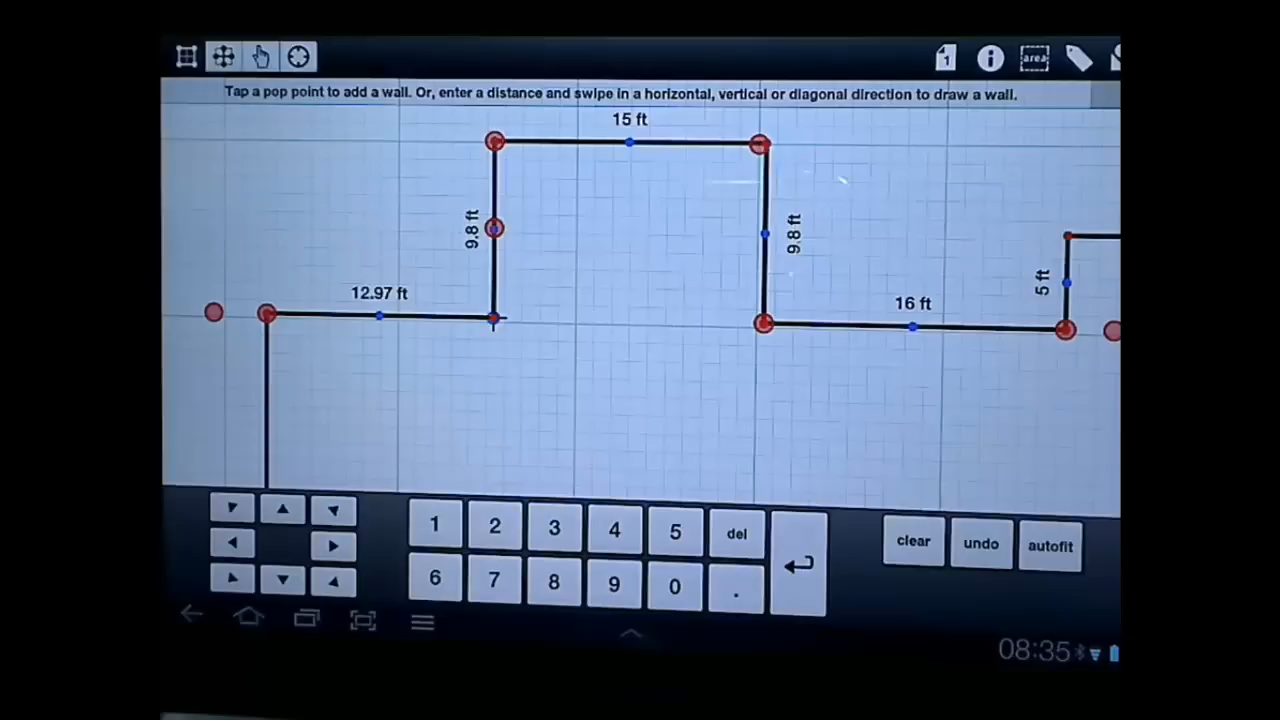 1
area
Tap a pop point to add a wall. Or, enter a distance and swipe in a horizontal, vertical or diagonal direction to draw a wall.
15 ft
9.8 ft
9.8 ft
12.97 ft
16 ft
5 ft
1 2 3 4 5 del
clear undo autofit
6 7 8 9 0 .
08:35